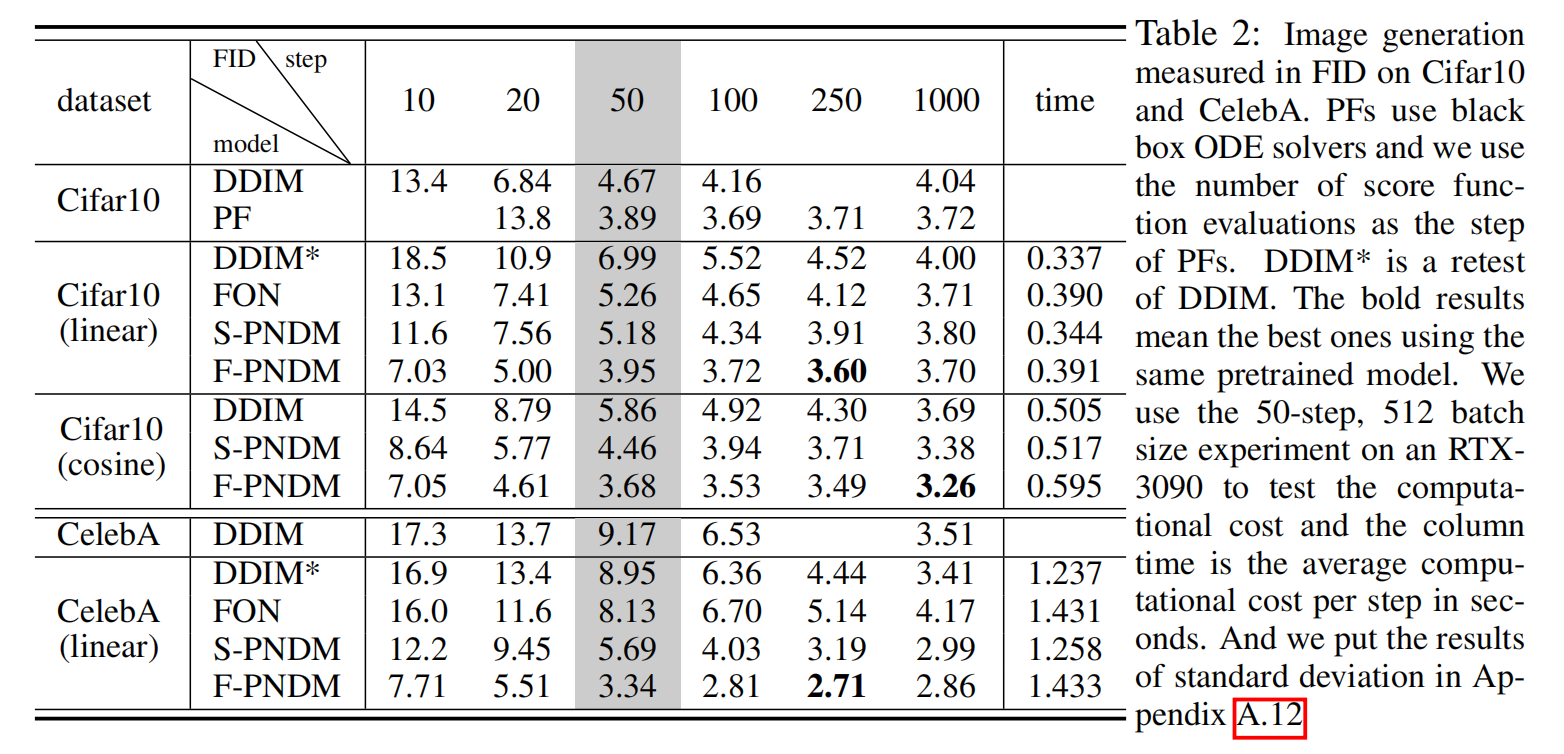 FID step
dataset 10 20 50 100 250 1000 time
model
Cifar10 DDIM 13.4 6.84 4.67 4.16 4.04
PF 13.8 3.89 3.69 3.71 3.72
Cifar10 (linear) DDIM* 18.5 10.9 6.99 5.52 4.52 4.00 0.337
FON 13.1 7.41 5.26 4.65 4.12 3.71 0.390
S-PNDM 11.6 7.56 5.18 4.34 3.91 3.80 0.344
F-PNDM 7.03 5.00 3.95 3.72 3.60 3.70 0.391
Cifar10 (cosine) DDIM 14.5 8.79 5.86 4.92 4.30 3.69 0.505
S-PNDM 8.64 5.77 4.46 3.94 3.71 3.38 0.517
F-PNDM 7.05 4.61 3.68 3.53 3.49 3.26 0.595
CelebA DDIM 17.3 13.7 9.17 6.53 3.51
CelebA (linear) DDIM* 16.9 13.4 8.95 6.36 4.44 3.41 1.237
FON 16.0 11.6 8.13 6.70 5.14 4.17 1.431
S-PNDM 12.2 9.45 5.69 4.03 3.19 2.99 1.258
F-PNDM 7.71 5.51 3.34 2.81 2.71 2.86 1.433
Table 2: Image generation
measured in FID on Cifar10
and CelebA. PFs use black
box ODE solvers and we use
the number of score func-
tion evaluations as the step
of PFs. DDIM* is a retest
of DDIM. The bold results
mean the best ones using the
same pretrained model. We
use the 50-step, 512 batch
size experiment on an RTX-
3090 to test the computa-
tional cost and the column
time is the average compu-
tational cost per step in sec-
onds. And we put the results
of standard deviation in Ap-
pendix A.12